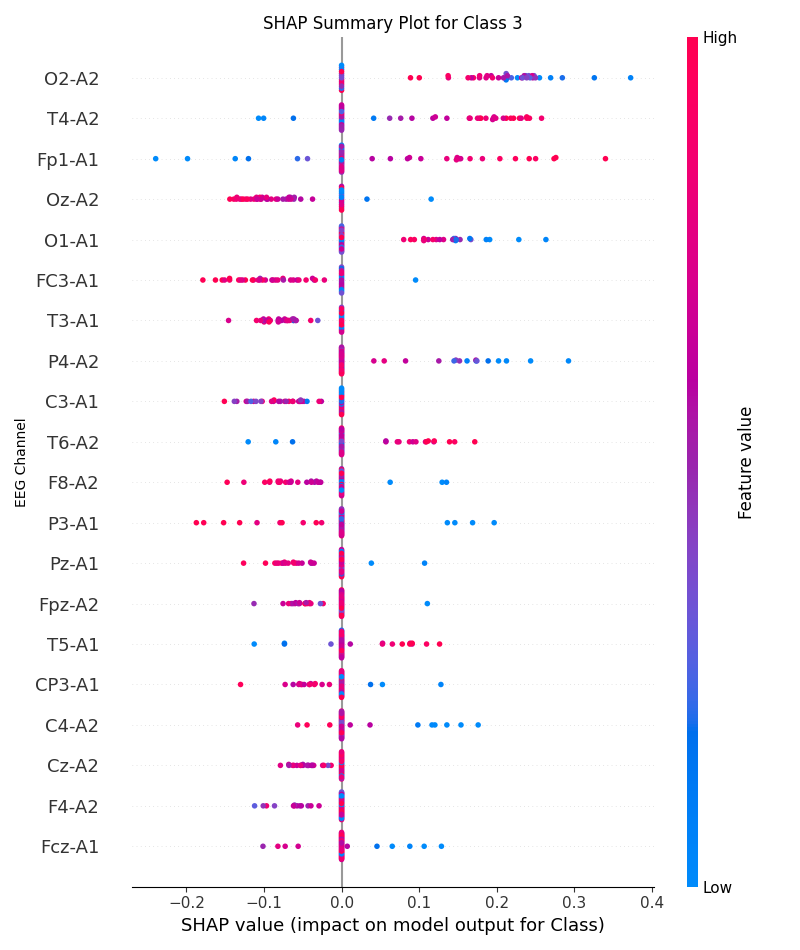 SHAP Summary Plot for Class 3
High
O2-A2
T4-A2
Fp1-A1
Oz-A2
O1-A1
FC3-A1
T3-A1
P4-A2
C3-A1
T6-A2
F8-A2
P3-A1
Pz-A1
Fpz-A2
T5-A1
CP3-A1
C4-A2
Cz-A2
F4-A2
Fcz-A1
EEG Channel
Feature value
Low
−0.2 −0.1 0.0 0.1 0.2 0.3 0.4
SHAP value (impact on model output for Class)